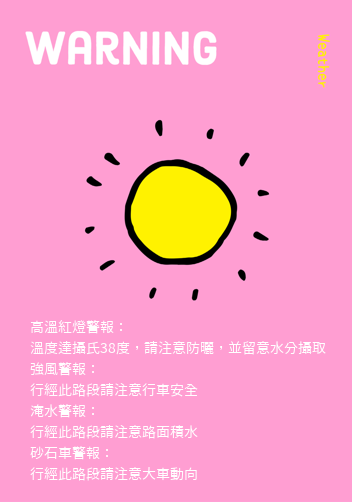 WARNING
Weather
高溫紅燈警報：
溫度達攝氏38度，請注意防曬，並留意水分攝取
強風警報：
行經此路段請注意行車安全
淹水警報：
行經此路段請注意路面積水
砂石車警報：
行經此路段請注意大車動向